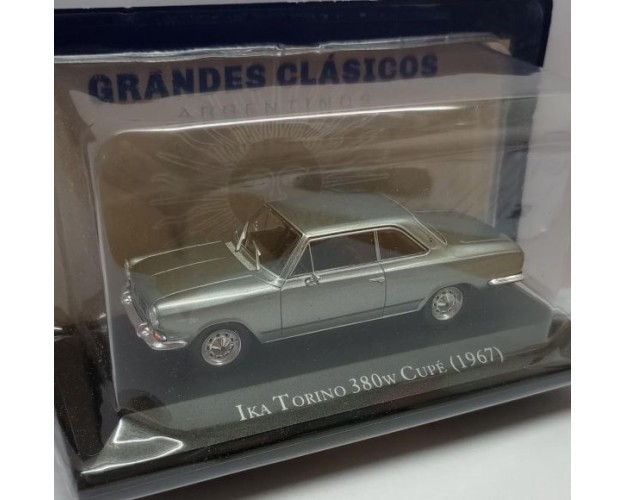 GRANDES CLÁSICOS
ARGENTINOS
IKA TORINO 380W CUPÉ (1967)